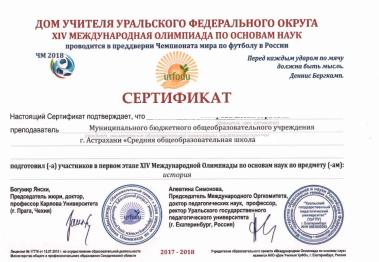 ДОМ УЧИТЕЛЯ УРАЛЬСКОГО ФЕДЕРАЛЬНОГО ОКРУГА
XIV МЕЖДУНАРОДНАЯ ОЛИМПИАДА ПО ОСНОВАМ НАУК
проводится в преддверии Чемпионата мира по футболу в России
ЧМ 2018
Перед каждым ударом по мячу
должна быть мысль.
Деннис Бергкамп.
urfodu
СЕРТИФИКАТ
Настоящий Сертификат подтверждает, что
преподаватель Муниципального бюджетного общеобразовательного учреждения
г. Астрахани «Средняя общеобразовательная школа
подготовил (-а) участников в первом этапе XIV Международной Олимпиады по основам наук по предмету (-ам):
история
Богумир Янски,
Председатель жюри, доктор,
профессор Карлова Университета
(г. Прага, Чехия)
Алевтина Симонова,
Председатель Международного Оргкомитета,
доктор педагогических наук, профессор,
ректор Уральского государственного
педагогического университета
(г. Екатеринбург, Россия)
2017 - 2018